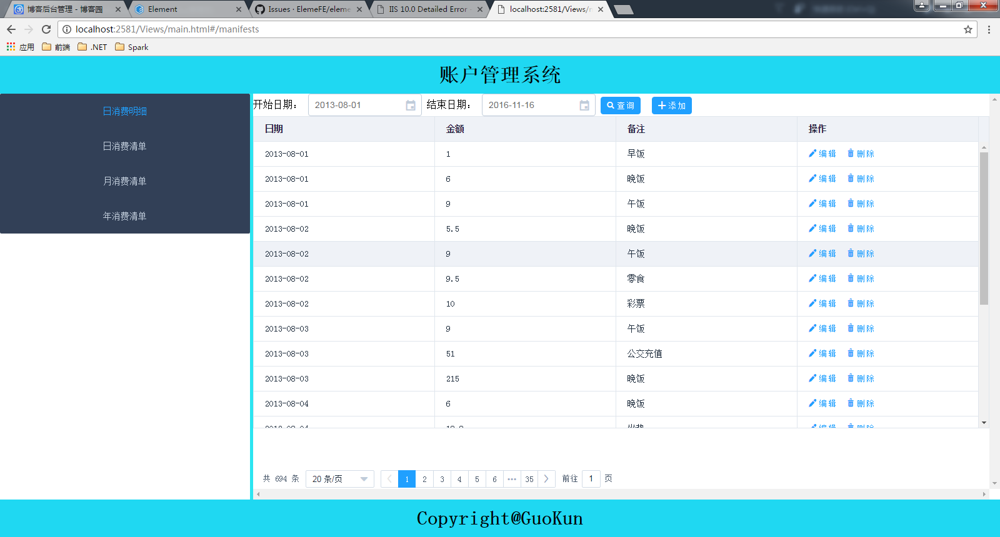 博客后台管理 - 博客园
Element
Issues · ElemeFE/eleme
IIS 10.0 Detailed Error -
localhost:2581/Views/
localhost:2581/Views/main.html#/manifests
应用 前端 .NET Spark
账户管理系统
日消费明细
日消费清单
月消费清单
年消费清单
开始日期： 2013-08-01 结束日期： 2016-11-16 查询 添加
日期 金额 备注 操作
2013-08-01 1 早饭 编辑 删除
2013-08-01 6 晚饭 编辑 删除
2013-08-01 9 午饭 编辑 删除
2013-08-02 5.5 晚饭 编辑 删除
2013-08-02 9 午饭 编辑 删除
2013-08-02 9.5 零食 编辑 删除
2013-08-02 10 彩票 编辑 删除
2013-08-03 9 午饭 编辑 删除
2013-08-03 51 公交充值 编辑 删除
2013-08-03 215 晚饭 编辑 删除
2013-08-04 6 晚饭 编辑 删除
共 694 条 20 条/页 1 2 3 4 5 6 ··· 35 前往 1 页
Copyright@GuoKun